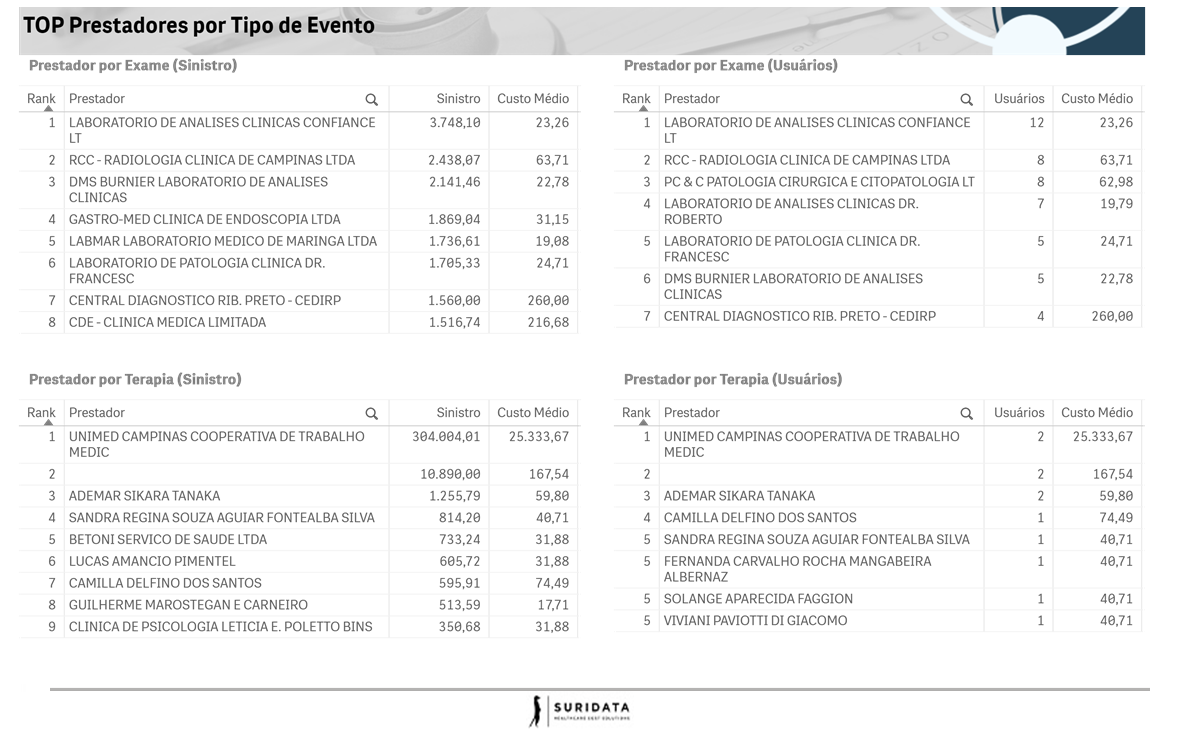 TOP Prestadores por Tipo de Evento
Prestador por Exame (Sinistro)
Rank Prestador Sinistro Custo Médio
1 LABORATORIO DE ANALISES CLINICAS CONFIANCE 3.748,10 23,26
LT
2 RCC - RADIOLOGIA CLINICA DE CAMPINAS LTDA 2.438,07 63,71
3 DMS BURNIER LABORATORIO DE ANALISES 2.141,46 22,78
CLINICAS
4 GASTRO-MED CLINICA DE ENDOSCOPIA LTDA 1.869,04 31,15
5 LABMAR LABORATORIO MEDICO DE MARINGA LTDA 1.736,61 19,08
6 LABORATORIO DE PATOLOGIA CLINICA DR. 1.705,33 24,71
FRANCESC
7 CENTRAL DIAGNOSTICO RIB. PRETO - CEDIRP 1.560,00 260,00
8 CDE - CLINICA MEDICA LIMITADA 1.516,74 216,68
Prestador por Exame (Usuários)
Rank Prestador Usuários Custo Médio
1 LABORATORIO DE ANALISES CLINICAS CONFIANCE 12 23,26
LT
2 RCC - RADIOLOGIA CLINICA DE CAMPINAS LTDA 8 63,71
3 PC & C PATOLOGIA CIRURGICA E CITOPATOLOGIA LT 8 62,98
4 LABORATORIO DE ANALISES CLINICAS DR. 7 19,79
ROBERTO
5 LABORATORIO DE PATOLOGIA CLINICA DR. 5 24,71
FRANCESC
6 DMS BURNIER LABORATORIO DE ANALISES 5 22,78
CLINICAS
7 CENTRAL DIAGNOSTICO RIB. PRETO - CEDIRP 4 260,00
Prestador por Terapia (Sinistro)
Rank Prestador Sinistro Custo Médio
1 UNIMED CAMPINAS COOPERATIVA DE TRABALHO 304.004,01 25.333,67
MEDIC
2 10.890,00 167,54
3 ADEMAR SIKARA TANAKA 1.255,79 59,80
4 SANDRA REGINA SOUZA AGUIAR FONTEALBA SILVA 814,20 40,71
5 BETONI SERVICO DE SAUDE LTDA 733,24 31,88
6 LUCAS AMANCIO PIMENTEL 605,72 31,88
7 CAMILLA DELFINO DOS SANTOS 595,91 74,49
8 GUILHERME MAROSTEGAN E CARNEIRO 513,59 17,71
9 CLINICA DE PSICOLOGIA LETICIA E. POLETTO BINS 350,68 31,88
Prestador por Terapia (Usuários)
Rank Prestador Usuários Custo Médio
1 UNIMED CAMPINAS COOPERATIVA DE TRABALHO 2 25.333,67
MEDIC
2 2 167,54
3 ADEMAR SIKARA TANAKA 2 59,80
4 CAMILLA DELFINO DOS SANTOS 1 74,49
5 SANDRA REGINA SOUZA AGUIAR FONTEALBA SILVA 1 40,71
5 FERNANDA CARVALHO ROCHA MANGABEIRA 1 40,71
ALBERNAZ
5 SOLANGE APARECIDA FAGGION 1 40,71
5 VIVIANI PAVIOTTI DI GIACOMO 1 40,71
SURIDATA
HEALTHCARE BEST SOLUTIONS